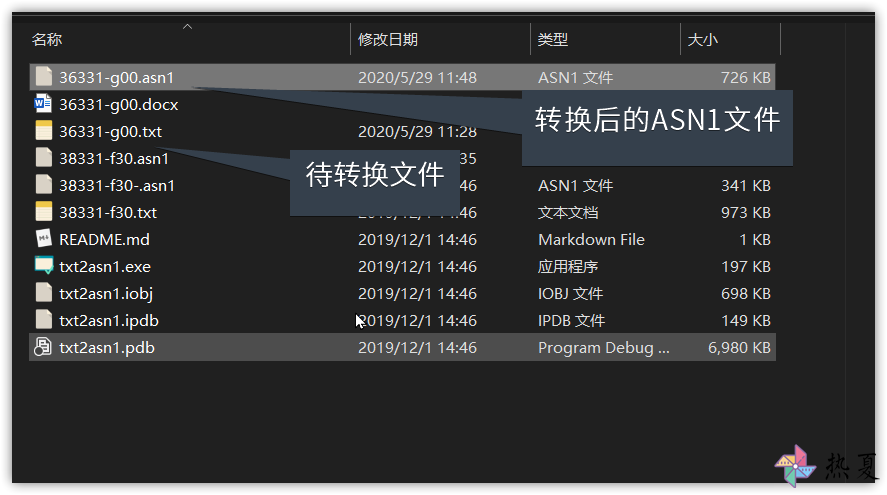 名称 修改日期 类型 大小
36331-g00.asn1 2020/5/29 11:48 ASN1 文件 726 KB
36331-g00.docx
转换后的ASN1文件
36331-g00.txt 2020/5/29 11:28
38331-f30.asn1 35
待转换文件
38331-f30-.asn1 46 ASN1 文件 341 KB
38331-f30.txt 46 文本文档 973 KB
README.md 2019/12/1 14:46 Markdown File 1 KB
txt2asn1.exe 2019/12/1 14:46 应用程序 197 KB
txt2asn1.iobj 2019/12/1 14:46 IOBJ 文件 698 KB
txt2asn1.ipdb 2019/12/1 14:46 IPDB 文件 149 KB
txt2asn1.pdb 2019/12/1 14:46 Program Debug ... 6,980 KB
热夏